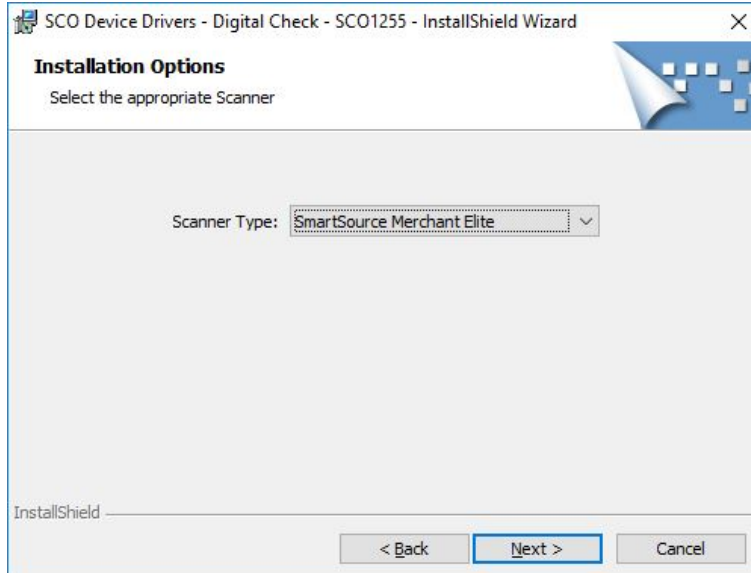 SCO Device Drivers - Digital Check - SCO1255 - InstallShield Wizard
Installation Options
Select the appropriate Scanner
Scanner Type: SmartSource Merchant Elite
InstallShield
< Back Next > Cancel